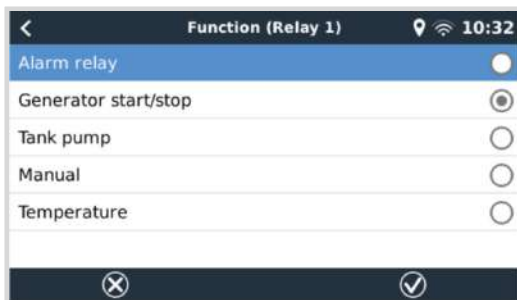 Function (Relay 1) 10:32
Alarm relay
Generator start/stop
Tank pump
Manual
Temperature